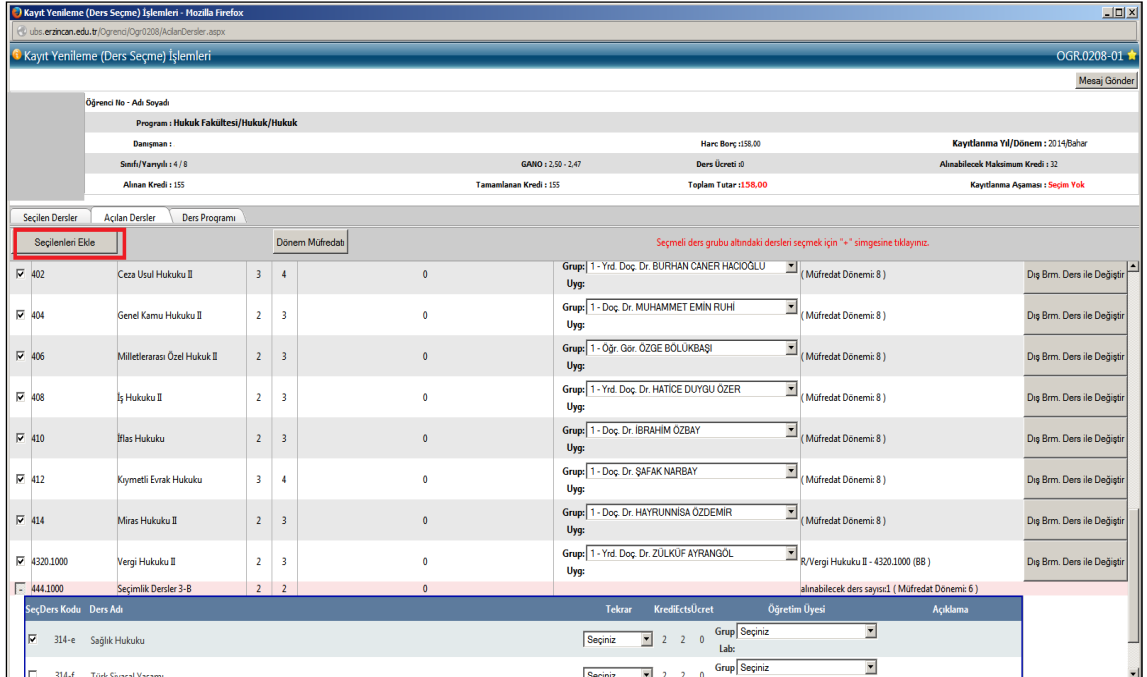 Kayıt Yenileme (Ders Seçme) İşlemleri - Mozilla Firefox
ubs.erzincan.edu.tr/Ogrenci/Ogr0208/AcilanDersler.aspx
Kayıt Yenileme (Ders Seçme) İşlemleri OGR.0208-01
Mesaj Gönder
Öğrenci No - Adı Soyadı
Program : Hukuk Fakültesi/Hukuk/Hukuk
Danışman : Harc Borç :158,00 Kayıtlanma Yıl/Dönem : 2014/Bahar
Sınıfı/Yarıyılı : 4 / 8 GANO : 2,50 - 2,47 Ders Ücreti :0 Alınabilecek Maksimum Kredi : 32
Alınan Kredi : 155 Tamamlanan Kredi : 155 Toplam Tutar :158,00 Kayıtlanma Aşaması : Seçim Yok
Seçilen Dersler Açılan Dersler Ders Programı
Seçilenleri Ekle Dönem Müfredatı Seçmeli ders grubu altındaki dersleri seçmek için "+" simgesine tıklayınız.
402 Ceza Usul Hukuku II 3 4 0 Grup: 1 - Yrd. Doç. Dr. BURHAN CANER HACIOĞLU ( Müfredat Dönemi: 8 ) Dış Brm. Ders ile Değiştir
Uyg:
404 Genel Kamu Hukuku II 2 3 0 Grup: 1 - Doç. Dr. MUHAMMET EMİN RUHİ ( Müfredat Dönemi: 8 ) Dış Brm. Ders ile Değiştir
Uyg:
406 Milletlerarası Özel Hukuk II 2 3 0 Grup: 1 - Öğr. Gör. ÖZGE BÖLÜKBAŞI ( Müfredat Dönemi: 8 ) Dış Brm. Ders ile Değiştir
Uyg:
408 İş Hukuku II 2 3 0 Grup: 1 - Yrd. Doç. Dr. HATİCE DUYGU ÖZER ( Müfredat Dönemi: 8 ) Dış Brm. Ders ile Değiştir
Uyg:
410 İflas Hukuku 2 3 0 Grup: 1 - Doç. Dr. İBRAHİM ÖZBAY ( Müfredat Dönemi: 8 ) Dış Brm. Ders ile Değiştir
Uyg:
412 Kıymetli Evrak Hukuku 3 4 0 Grup: 1 - Doç. Dr. ŞAFAK NARBAY ( Müfredat Dönemi: 8 ) Dış Brm. Ders ile Değiştir
Uyg:
414 Miras Hukuku II 2 3 0 Grup: 1 - Doç. Dr. HAYRUNNİSA ÖZDEMİR ( Müfredat Dönemi: 8 ) Dış Brm. Ders ile Değiştir
Uyg:
4320.1000 Vergi Hukuku II 2 3 0 Grup: 1 - Yrd. Doç. Dr. ZÜLKÜF AYRANGÖL R/Vergi Hukuku II - 4320.1000 (BB ) Dış Brm. Ders ile Değiştir
Uyg:
444.1000 Seçimlik Dersler 3-B 2 2 0 alınabilecek ders sayısı:1 ( Müfredat Dönemi: 6 )
SeçDers Kodu Ders Adı Tekrar KrediEctsÜcret Öğretim Üyesi Açıklama
314-e Sağlık Hukuku Seçiniz 2 2 0 Grup Seçiniz
Lab:
314-f Türk Siyasal Yaşamı Seçiniz 2 2 0 Grup Seçiniz